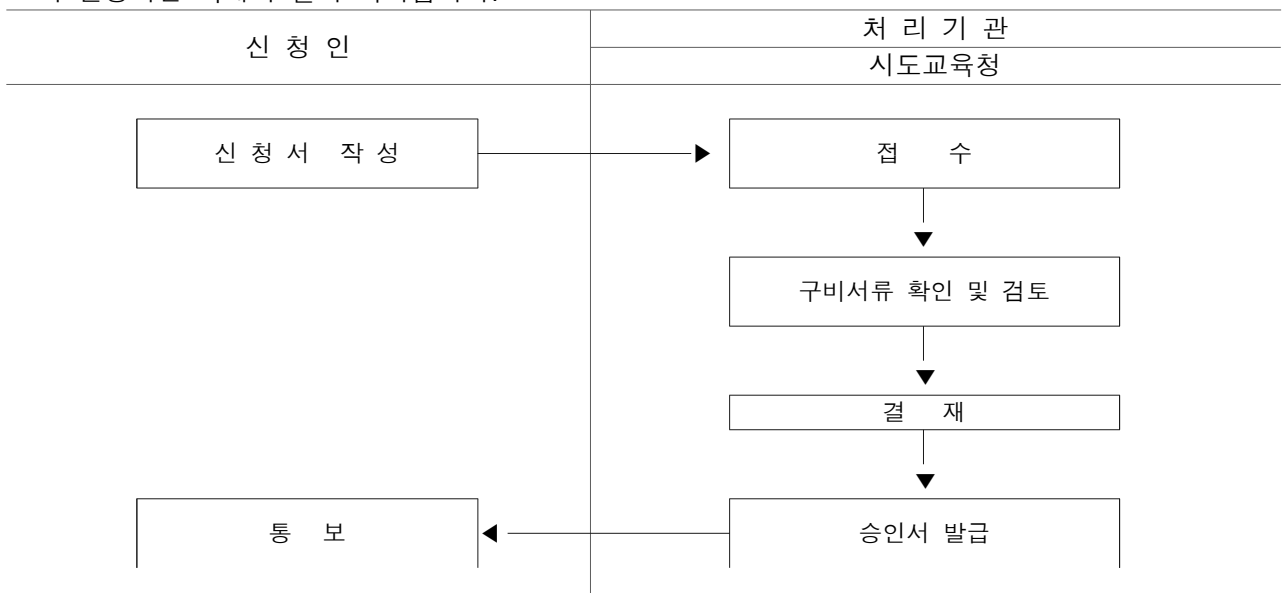 신 청 인
처 리 기 관
시도교육청
신 청 서 작 성
접 수
구비서류 확인 및 검토
결 재
통 보
승인서 발급